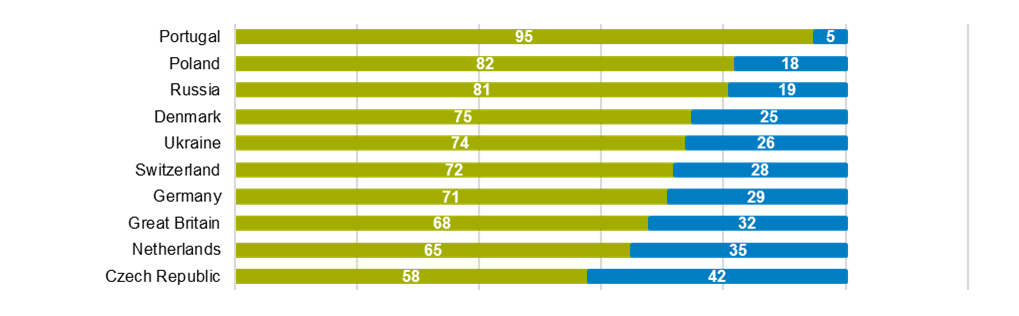 Portugal 95 5
Poland 82 18
Russia 81 19
Denmark 75 25
Ukraine 74 26
Switzerland 72 28
Germany 71 29
Great Britain 68 32
Netherlands 65 35
Czech Republic 58 42